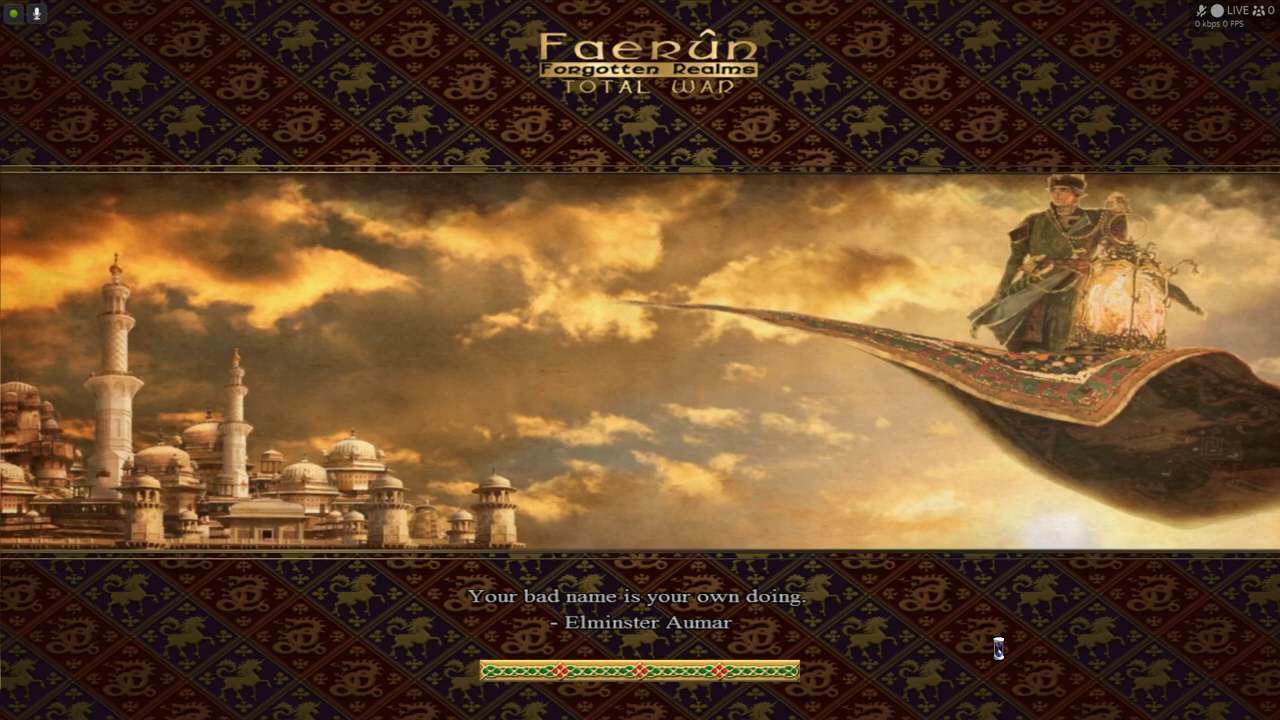 LIVE 0
0 kbps 0 FPS
Faerûn
Forgotten Realms
TOTAL WAR
Your bad name is your own doing.
- Elminster Aumar